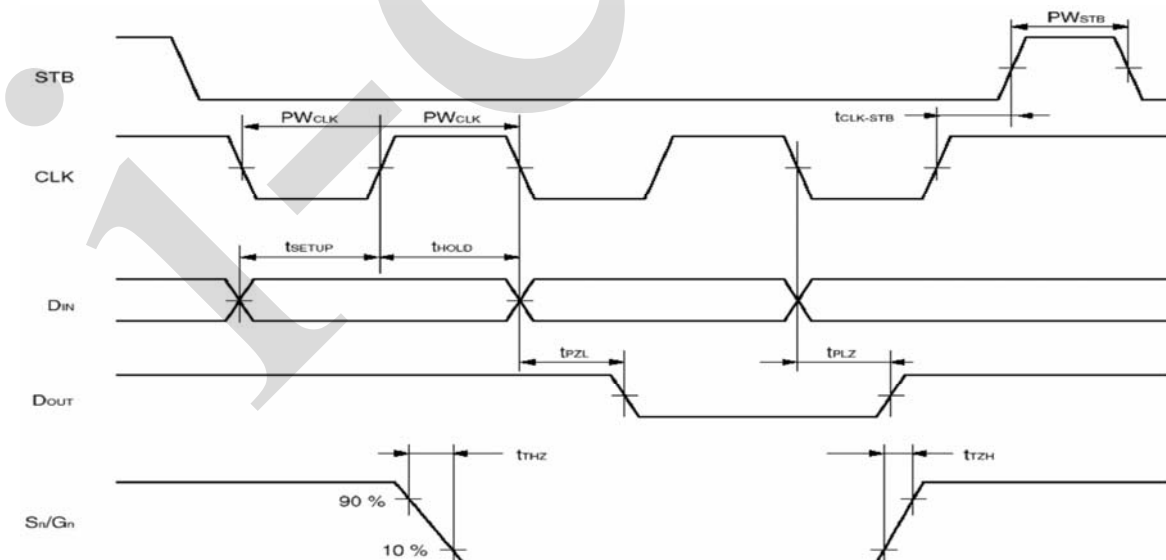 PWSTB
STB
PWCLK PWCLK
tCLK-STB
CLK
tSETUP tHOLD
DIN
tPZL tPLZ
DOUT
tTHZ tTZH
90 %
Sn/Gn
10 %